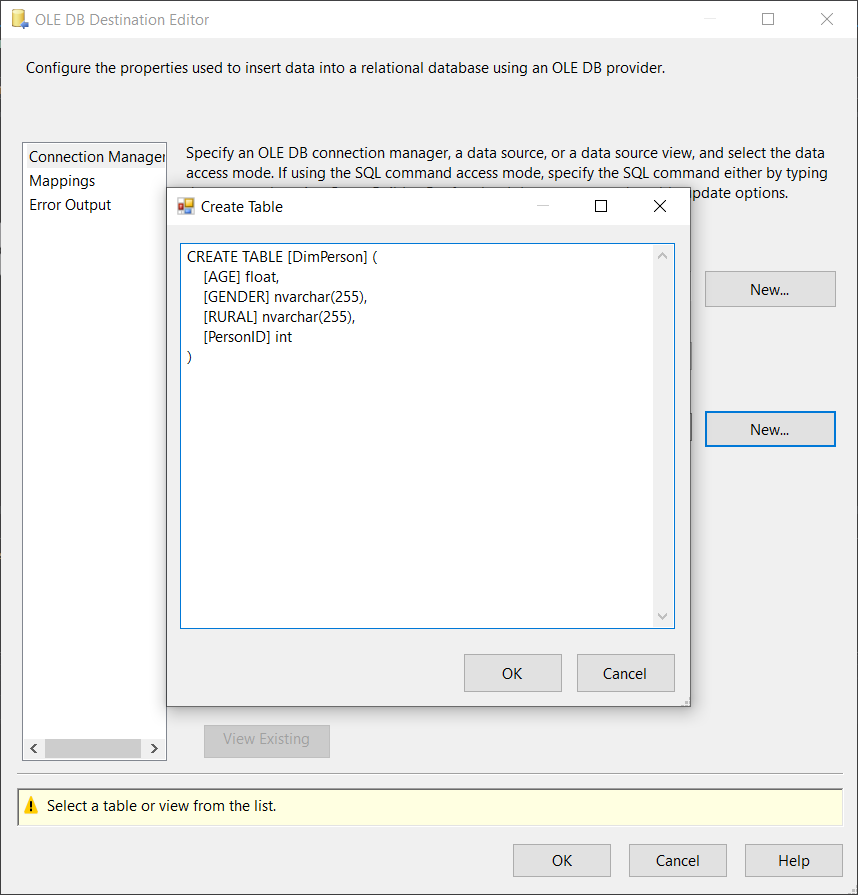 OLE DB Destination Editor
Configure the properties used to insert data into a relational database using an OLE DB provider.
Connection Manager
Mappings
Error Output
Specify an OLE DB connection manager, a data source, or a data source view, and select the data
access mode. If using the SQL command access mode, specify the SQL command either by typing
update options.
Create Table
CREATE TABLE [DimPerson] (
[AGE] float,
[GENDER] nvarchar(255),
[RURAL] nvarchar(255),
[PersonID] int
)
New...
New...
OK
Cancel
View Existing
Select a table or view from the list.
OK
Cancel
Help